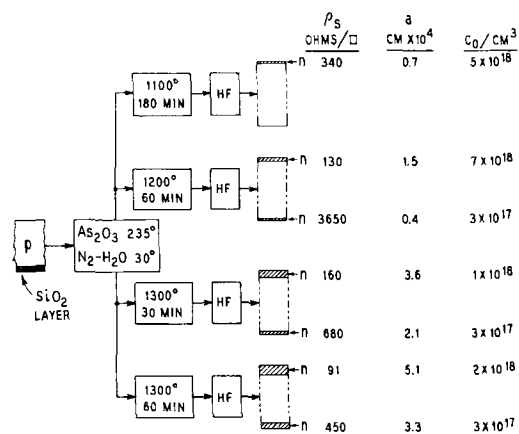 ρS a
OHMS/□ CM X10⁴ C₀/CM³
n 340 0.7 5 X 10¹⁸
1100° 180 MIN HF
n 130 1.5 7 X 10¹⁸
1200° 60 MIN HF
n 3650 0.4 3 X 10¹⁷
p
As₂O₃ 235°
N₂-H₂O 30°
SiO₂ LAYER
n 160 3.6 1 X 10¹⁸
1300° 30 MIN HF
n 680 2.1 3 X 10¹⁷
n 91 5.1 2 X 10¹⁸
1300° 60 MIN HF
n 450 3.3 3 X 10¹⁷